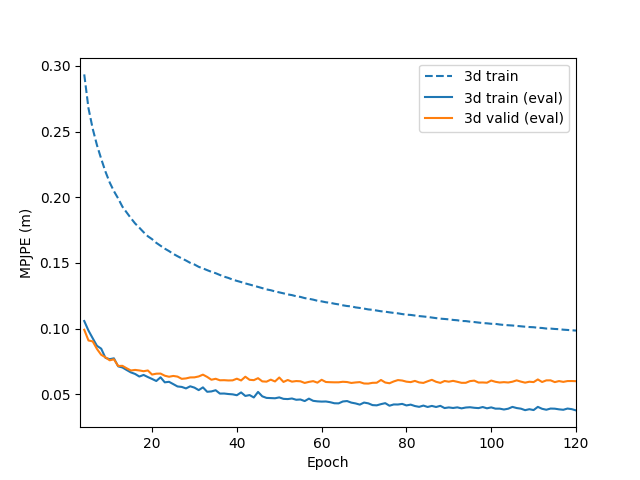 0.30
0.25
0.20
0.15
0.10
0.05
MPJPE (m)
3d train
3d train (eval)
3d valid (eval)
20 40 60 80 100 120
Epoch